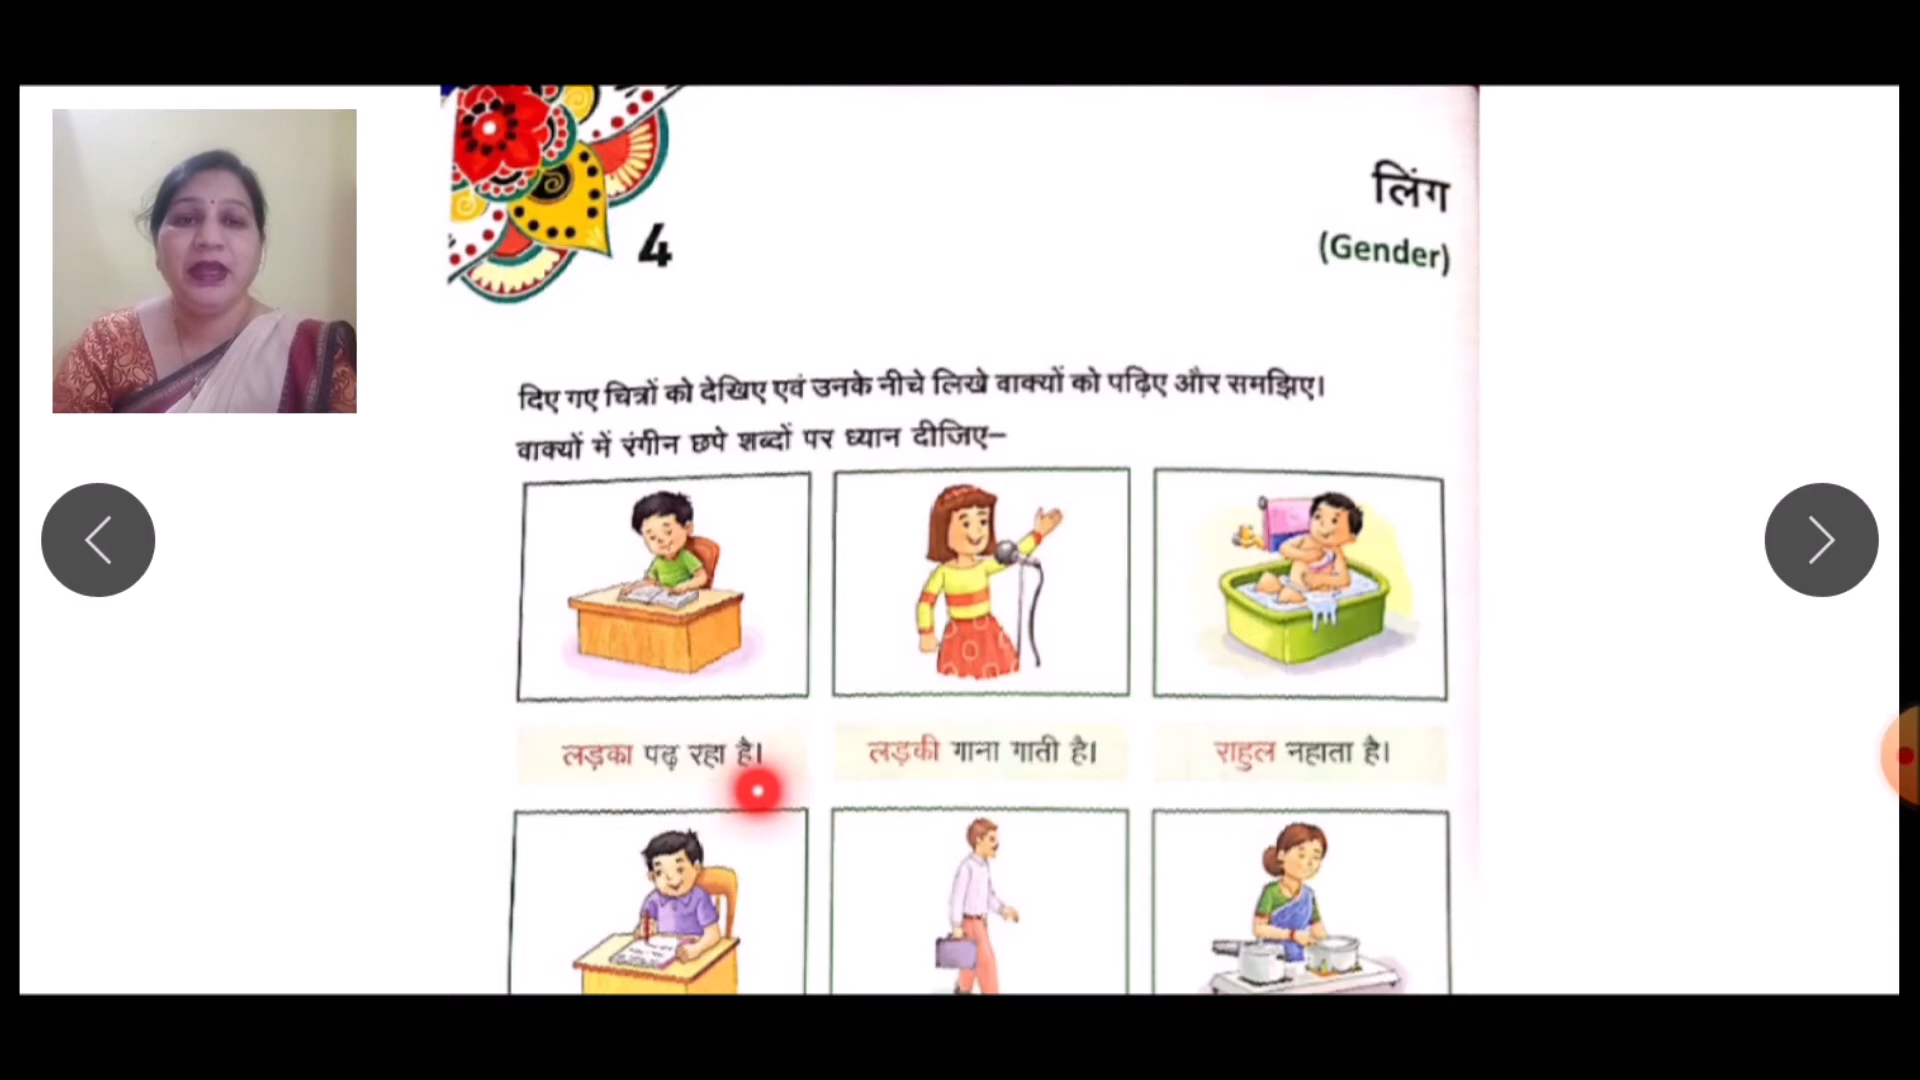 4
लिंग
(Gender)
दिए गए चित्रों को देखिए एवं उनके नीचे लिखे वाक्यों को पढ़िए और समझिए।
वाक्यों में रंगीन छपे शब्दों पर ध्यान दीजिए–
लड़का पढ़ रहा है।
लड़की गाना गाती है।
राहुल नहाता है।